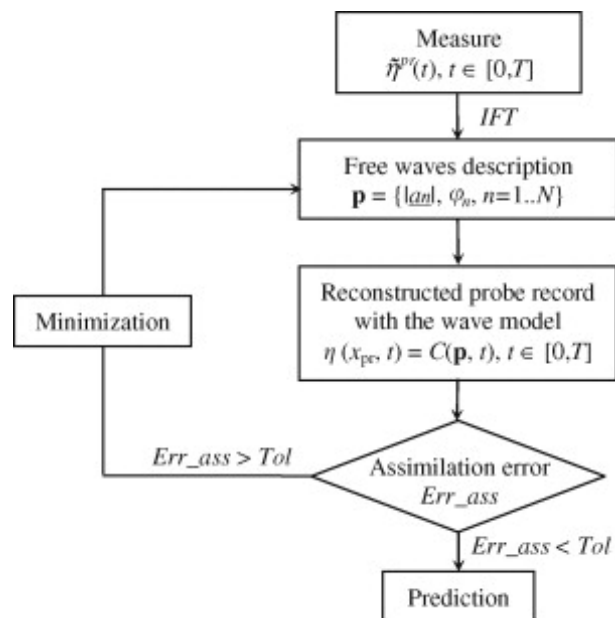 Measure
η̃ᵖʳ(t), t ∈ [0,T]
IFT
Free waves description
p = {|an|, φn, n=1..N}
Reconstructed probe record
with the wave model
η (xpr, t) = C(p, t), t ∈ [0,T]
Minimization
Err_ass > Tol
Assimilation error
Err_ass
Err_ass < Tol
Prediction